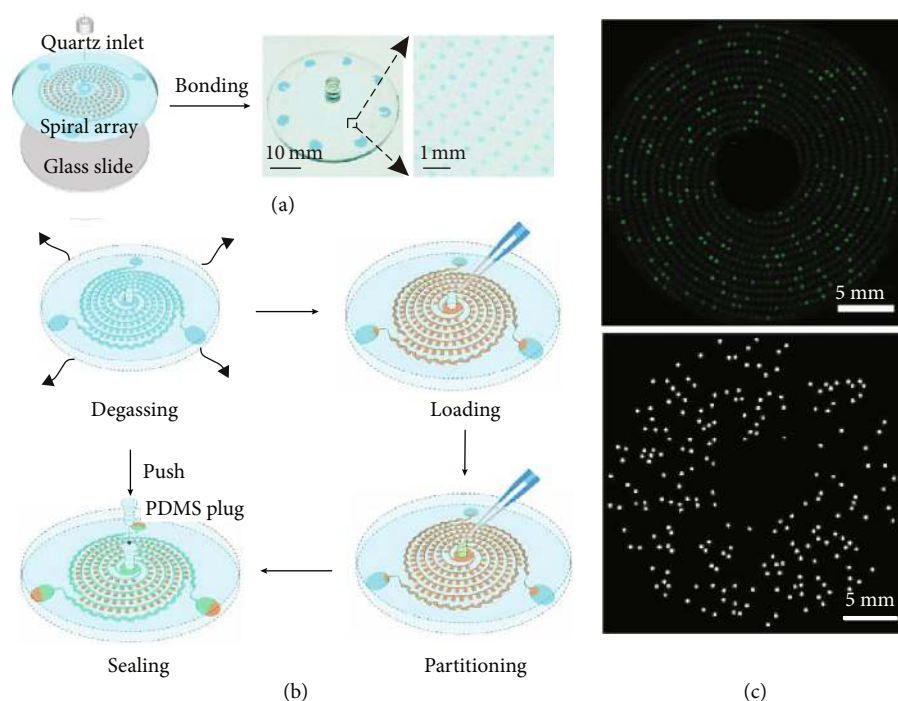 Quartz inlet
Spiral array
Glass slide
Bonding
10 mm
1 mm
(a)
Degassing
Loading
Push
PDMS plug
Sealing
Partitioning
(b)
5 mm
5 mm
(c)